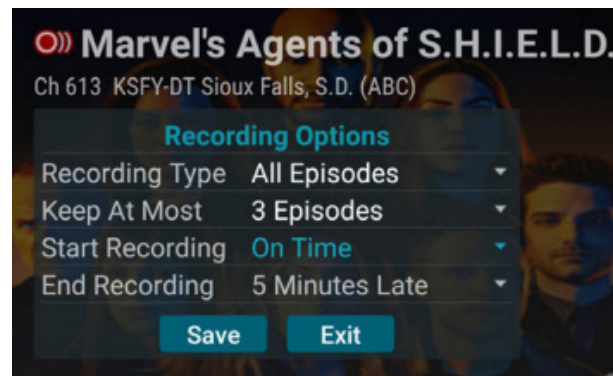 Marvel's Agents of S.H.I.E.L.D.
Ch 613 KSFY-DT Sioux Falls, S.D. (ABC)
Recording Options
Recording Type All Episodes
Keep At Most 3 Episodes
Start Recording On Time
End Recording 5 Minutes Late
Save Exit